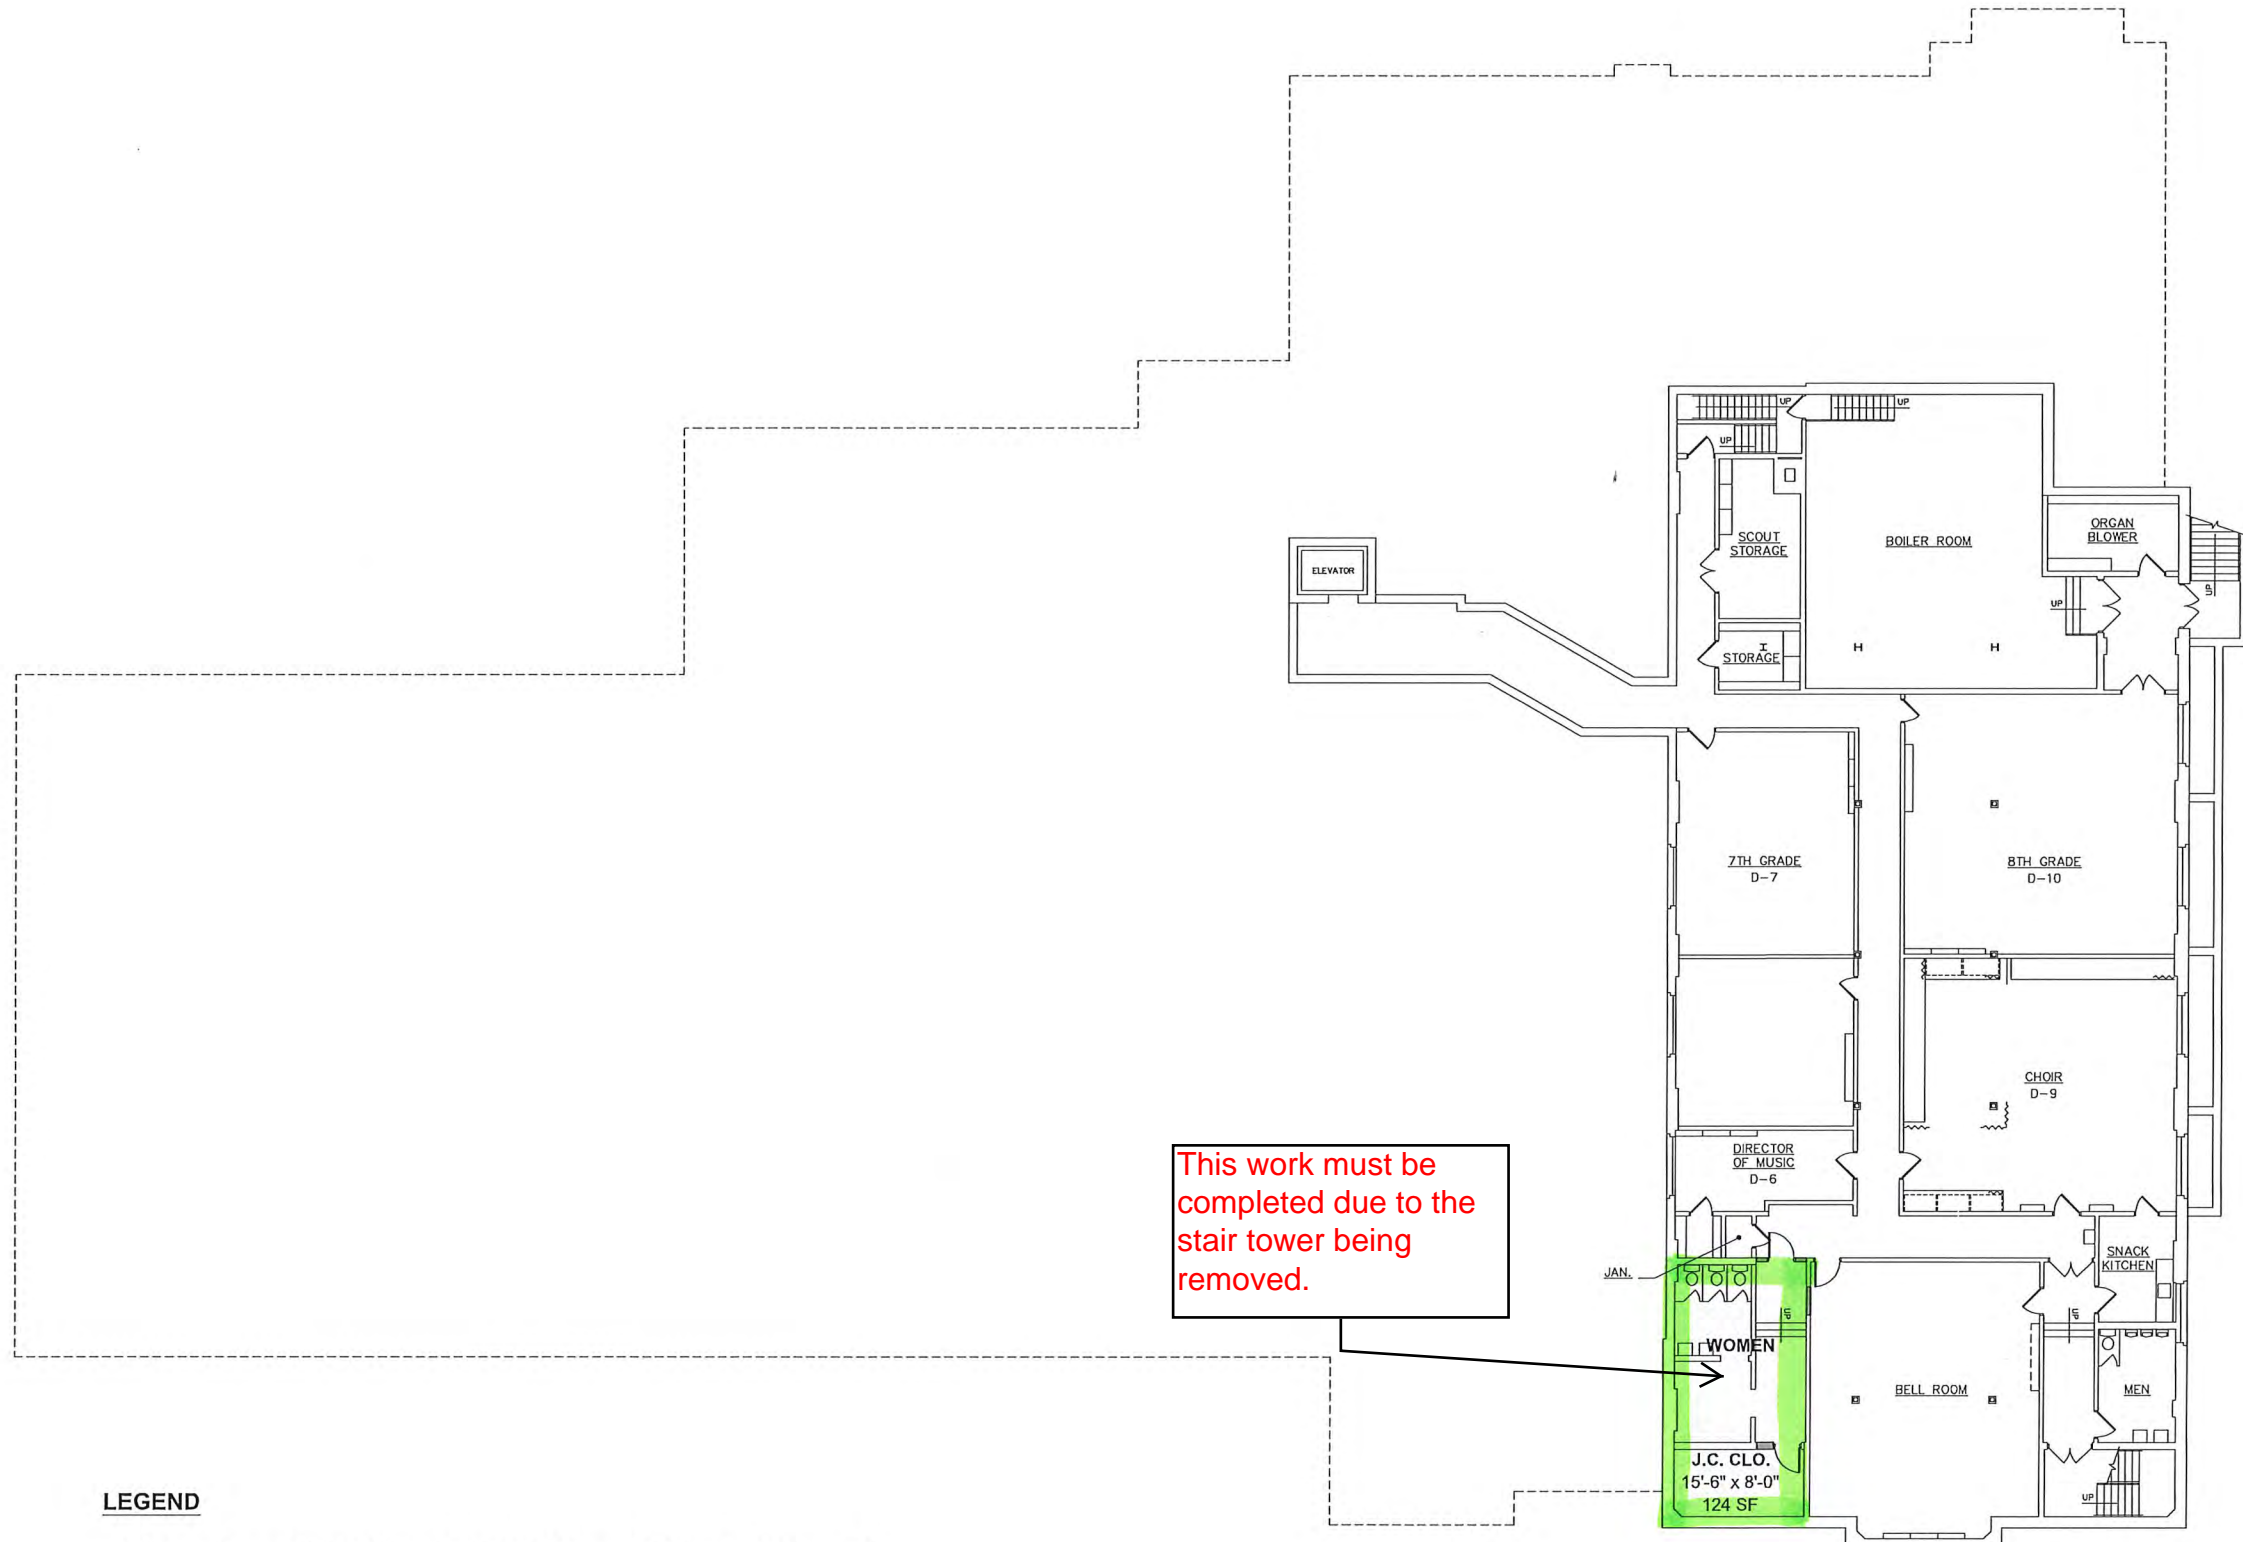 UP
UP
UP
SCOUT
STORAGE
BOILER ROOM
ORGAN
BLOWER
ELEVATOR
UP
UP
STORAGE
7TH GRADE
D-7
8TH GRADE
D-10
CHOIR
D-9
DIRECTOR
OF MUSIC
D-6
This work must be
completed due to the
stair tower being
removed.
JAN.
SNACK
KITCHEN
UP
UP
WOMEN
BELL ROOM
MEN
J.C. CLO.
15'-6" x 8'-0"
124 SF
UP
LEGEND